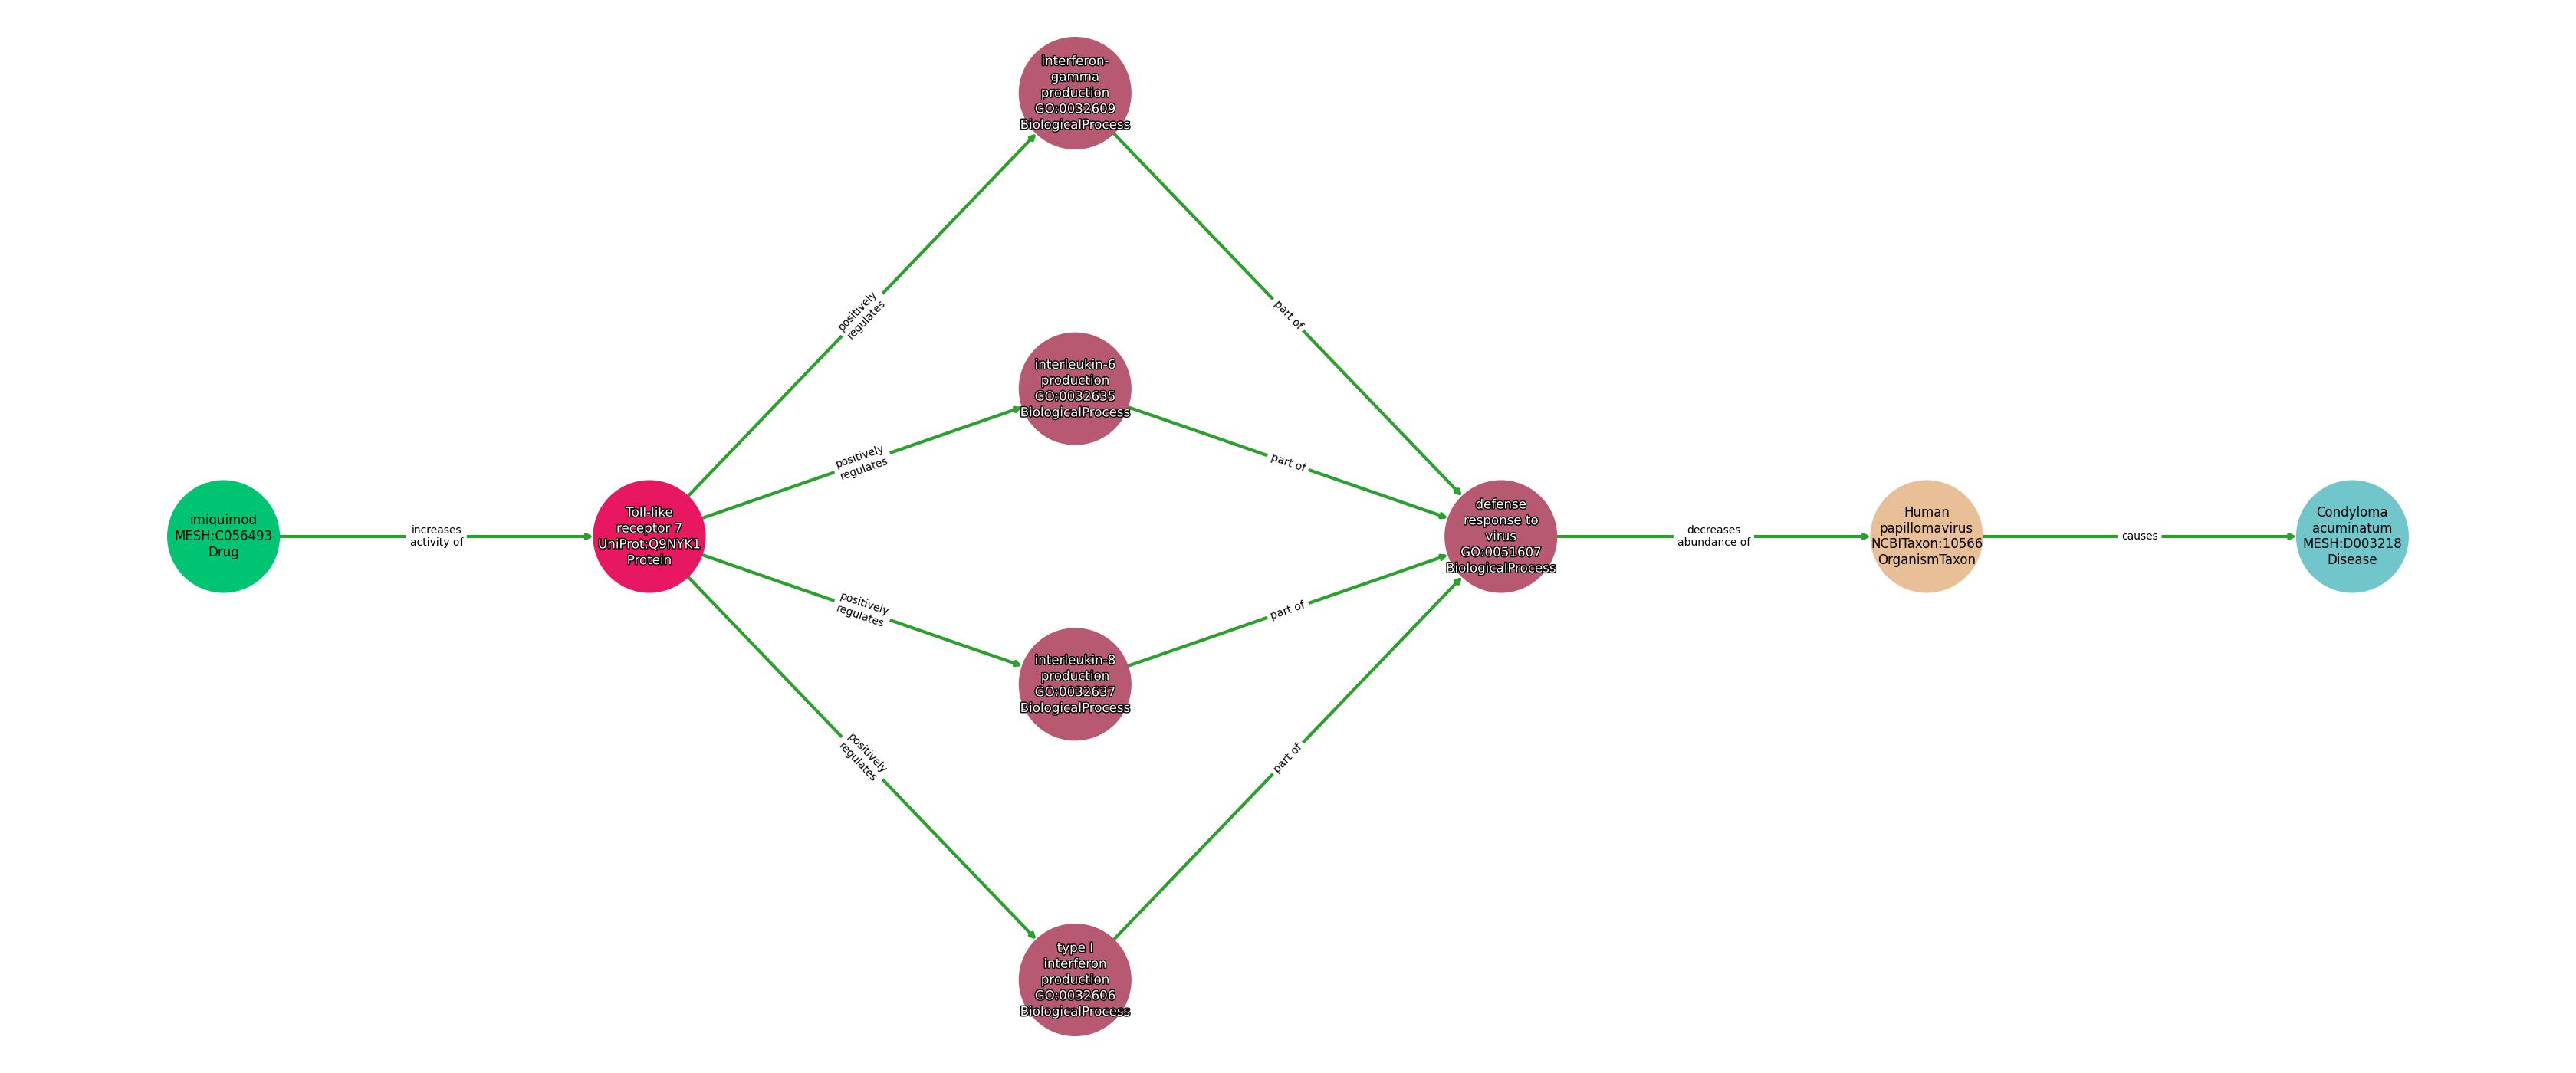 interferon-
gamma
production
GO:0032609
BiologicalProcess
positively
regulates
part of
interleukin-6
production
GO:0032635
BiologicalProcess
positively
regulates
part of
imiquimod
MESH:C056493
Drug
increases
activity of
Toll-like
receptor 7
UniProt:Q9NYK1
Protein
defense
response to
virus
GO:0051607
BiologicalProcess
decreases
abundance of
Human
papillomavirus
NCBITaxon:10566
OrganismTaxon
causes
Condyloma
acuminatum
MESH:D003218
Disease
positively
regulates
part of
interleukin-8
production
GO:0032637
BiologicalProcess
positively
regulates
part of
type I
interferon
production
GO:0032606
BiologicalProcess